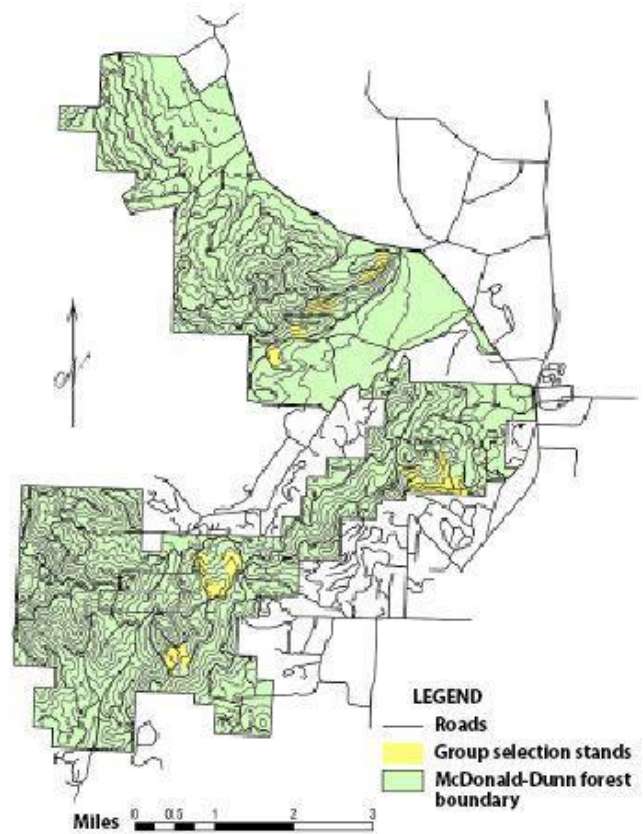 LEGEND
Roads
Group selection stands
McDonald-Dunn forest
boundary
Miles 0 0.5 1 2 3